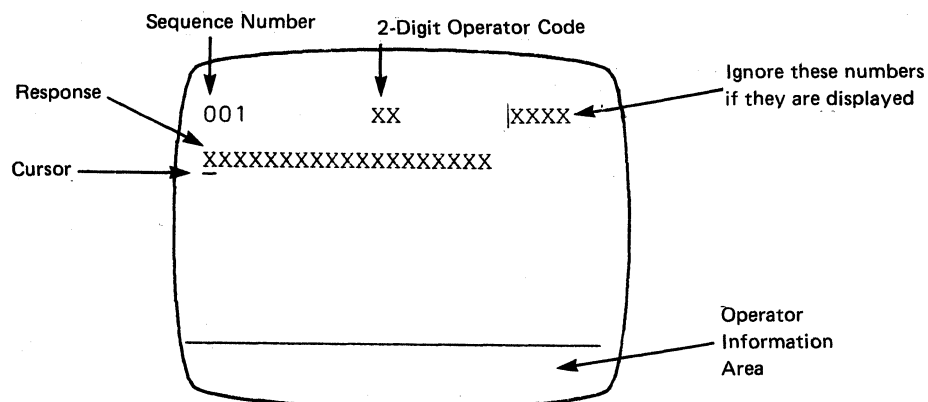 Sequence Number
2-Digit Operator Code
Ignore these numbers
if they are displayed
Response
001 XX XXXX
XXXXXXXXXXXXXXXXXXX
Cursor
Operator
Information
Area